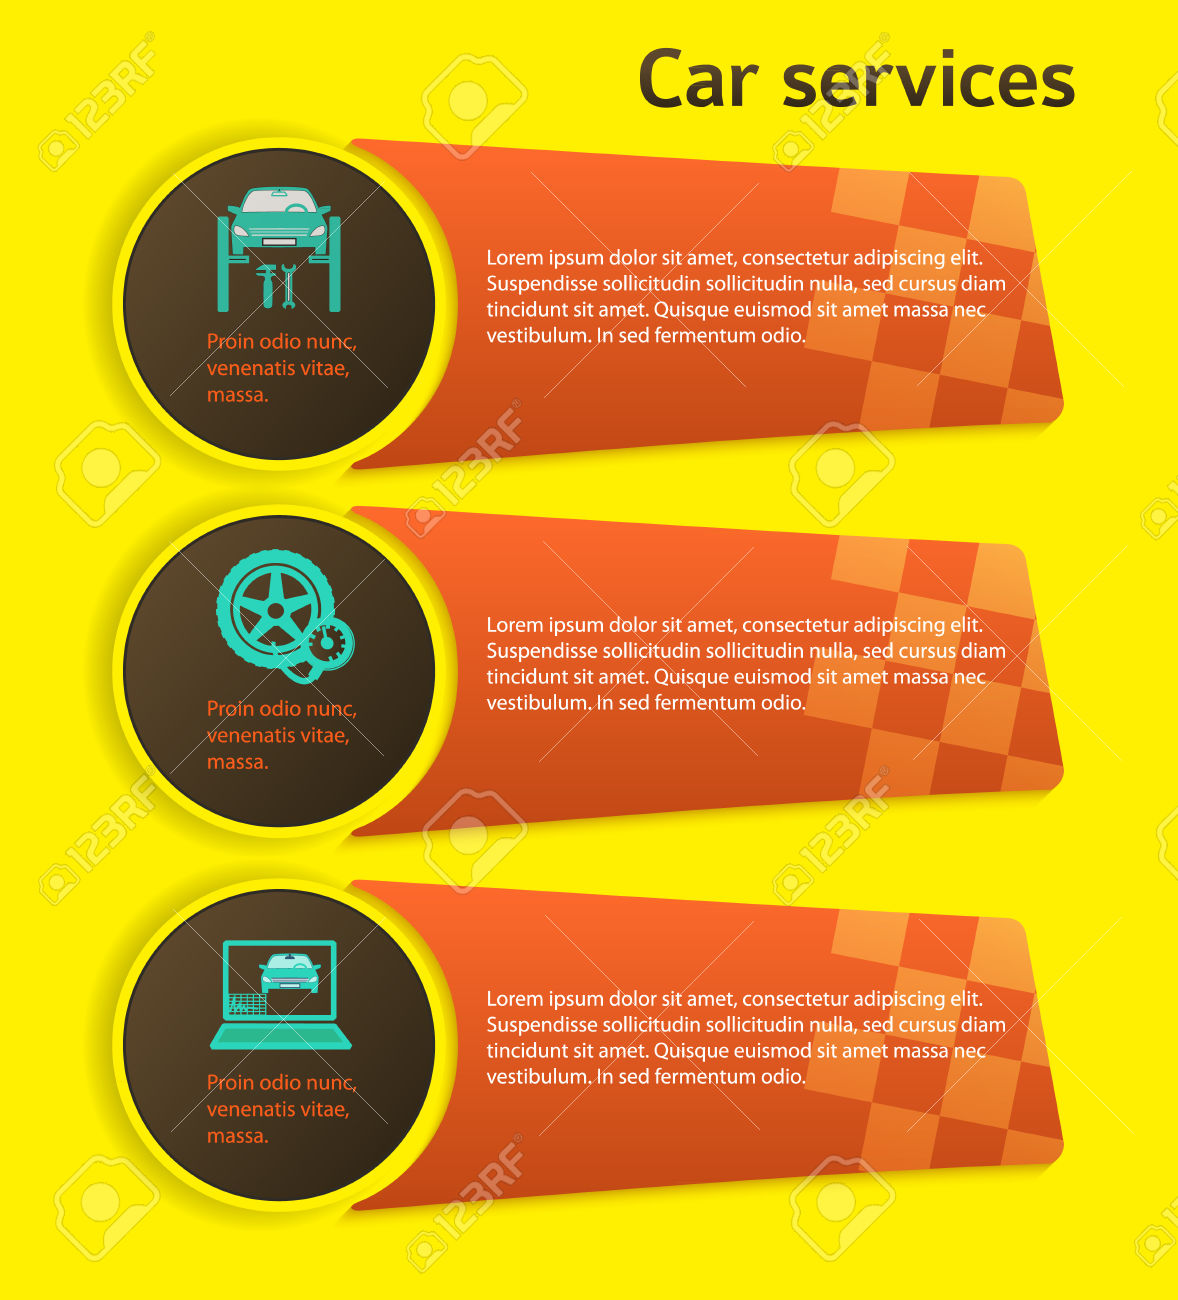 Car services
Lorem ipsum dolor sit amet, consectetur adipiscing elit.
Suspendisse sollicitudin sollicitudin nulla, sed cursus diam
tincidunt sit amet. Quisque euismod sit amet massa nec
vestibulum. In sed fermentum odio.
Proin odio nunc,
venenatis vitae,
massa.
Lorem ipsum dolor sit amet, consectetur adipiscing elit.
Suspendisse sollicitudin sollicitudin nulla, sed cursus diam
tincidunt sit amet. Quisque euismod sit amet massa nec
vestibulum. In sed fermentum odio.
Proin odio nunc,
venenatis vitae,
massa.
Lorem ipsum dolor sit amet, consectetur adipiscing elit.
Suspendisse sollicitudin sollicitudin nulla, sed cursus diam
tincidunt sit amet. Quisque euismod sit amet massa nec
vestibulum. In sed fermentum odio.
Proin odio nunc,
venenatis vitae,
massa.
123RF
123RF
123RF
123RF
123RF
123RF
123RF
123RF